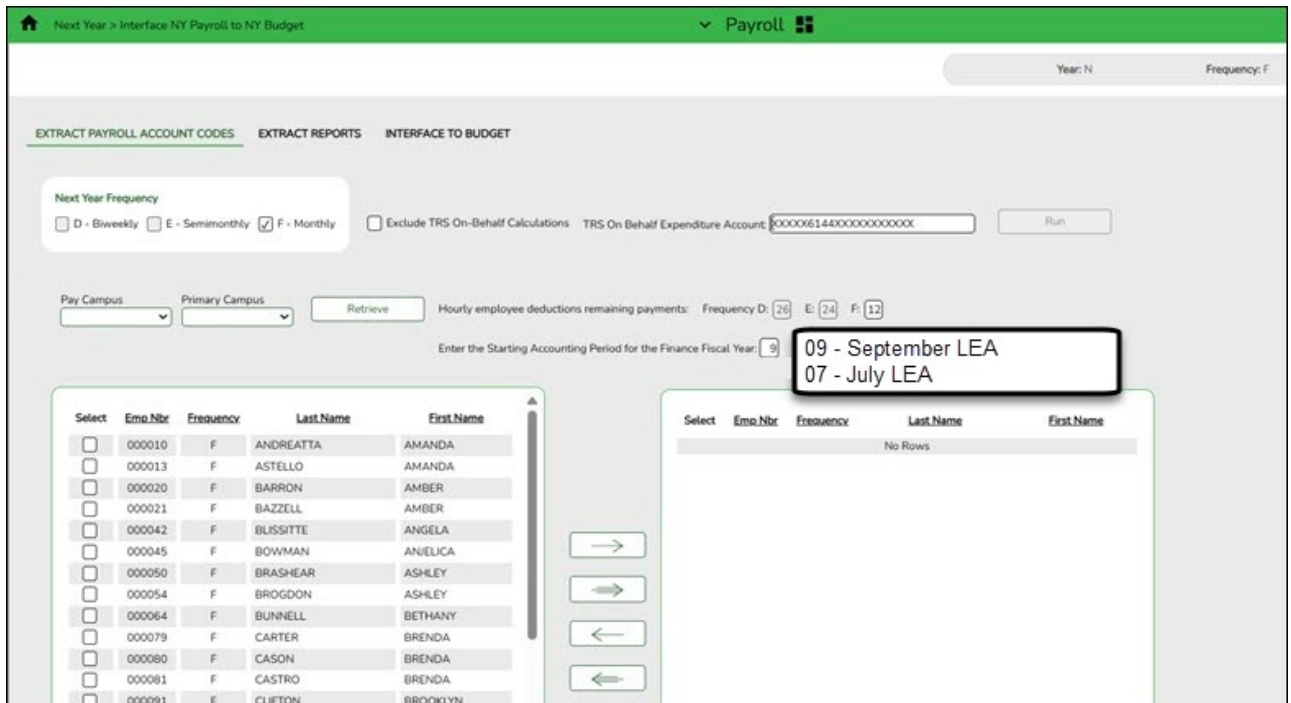 Next Year > Interface NY Payroll to NY Budget
Payroll
Year: N Frequency: F
EXTRACT PAYROLL ACCOUNT CODES EXTRACT REPORTS INTERFACE TO BUDGET
Next Year Frequency
D - Biweekly E - Semimonthly F - Monthly Exclude TRS On-Behalf Calculations TRS On Behalf Expenditure Account: XXXXX6144XXXXXXXXXXX Run
Pay Campus Primary Campus Retrieve Hourly employee deductions remaining payments: Frequency D: 26 E: 24 F: 12
Enter the Starting Accounting Period for the Finance Fiscal Year: 9
09 - September LEA
07 - July LEA
Select Emp Nbr Frequency Last Name First Name
000010 F ANDREATTA AMANDA
000013 F ASTELLO AMANDA
000020 F BARRON AMBER
000021 F BAZZELL AMBER
000042 F BLISSITTE ANGELA
000045 F BOWMAN ANJELICA
000050 F BRASHEAR ASHLEY
000054 F BROGDON ASHLEY
000064 F BUNNELL BETHANY
000079 F CARTER BRENDA
000080 F CASON BRENDA
000081 F CASTRO BRENDA
000091 F CLIFTON BROOKLYN
Select Emp Nbr Frequency Last Name First Name
No Rows